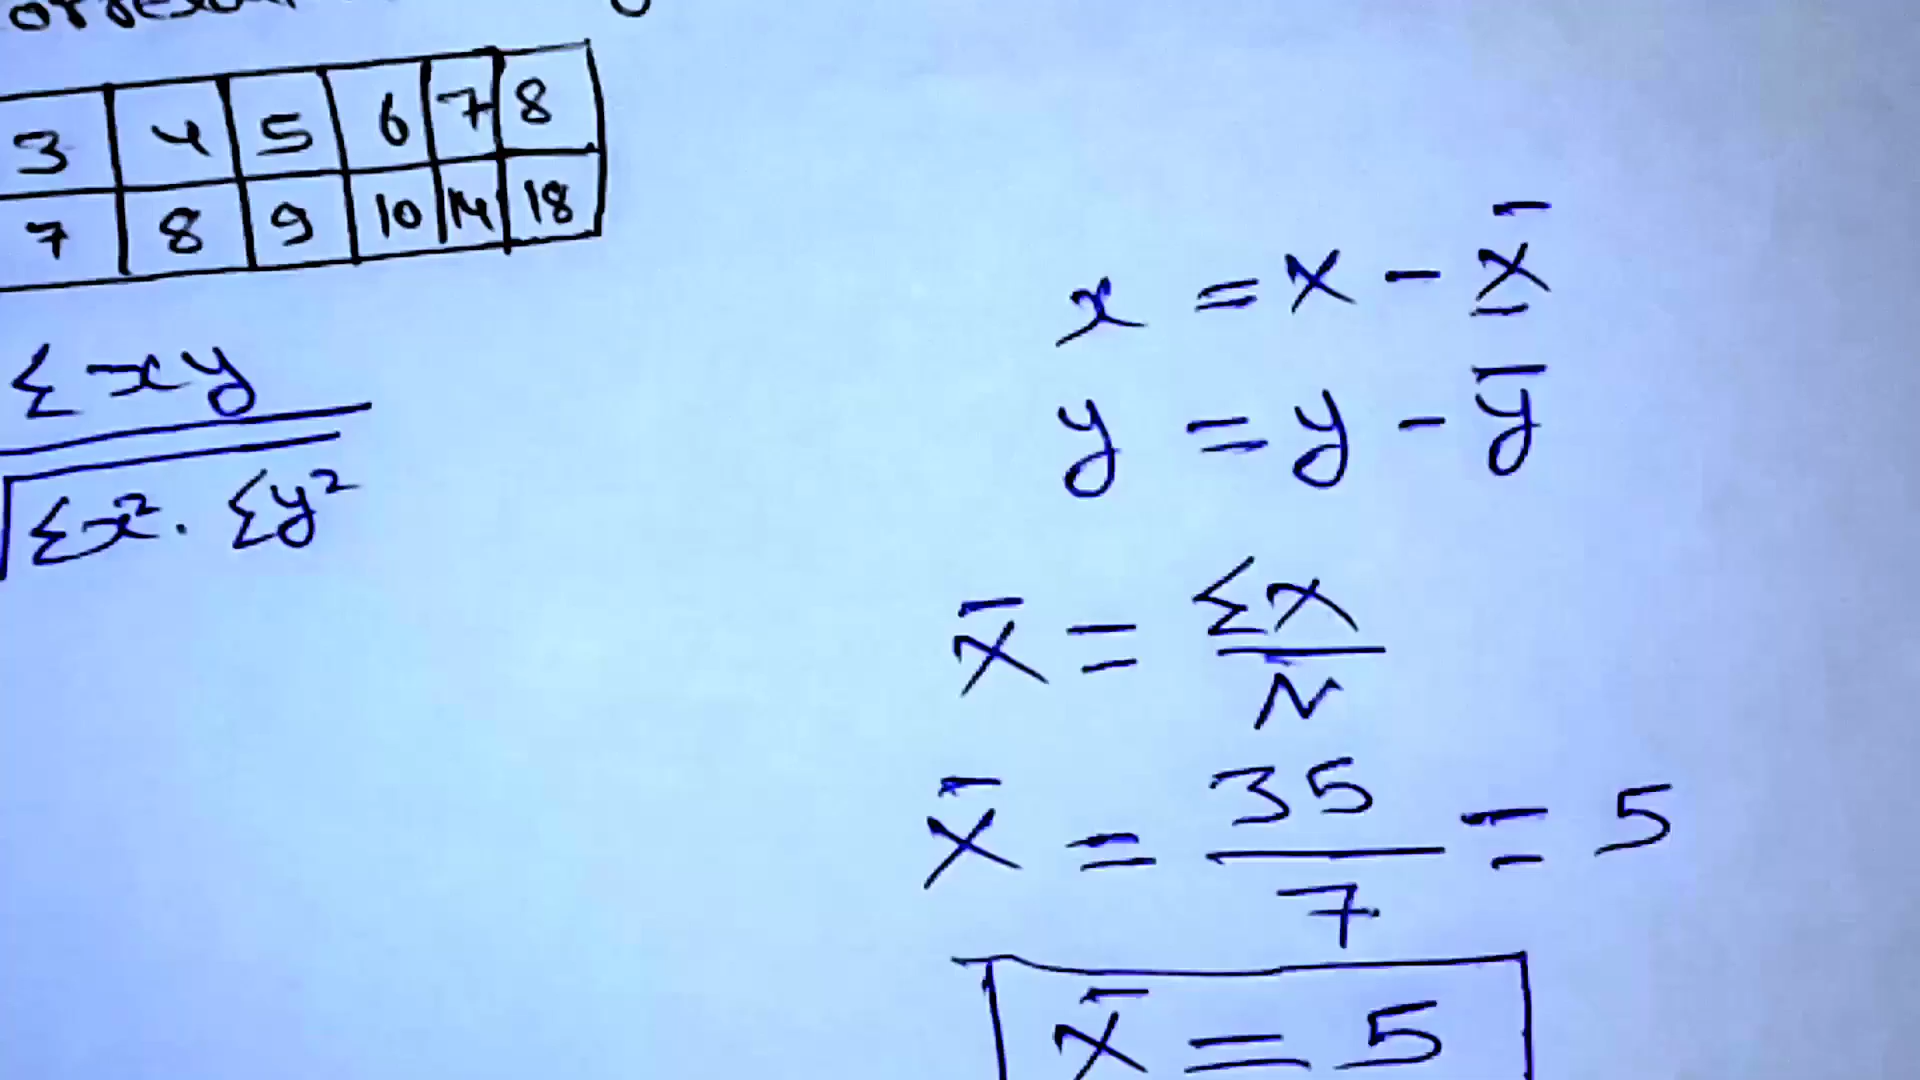 3 4 5 6 7 8
7 8 9 10 14 18
Σxy
√Σx². Σy²
x = X - X̄
y = y - ȳ
X̄ = ΣX
N
X̄ = 35 = 5
7
X̄ = 5